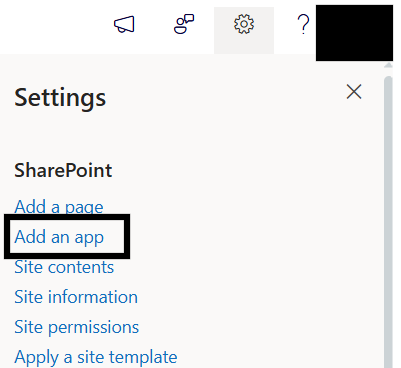 Settings
SharePoint
Add a page
Add an app
Site contents
Site information
Site permissions
Apply a site template